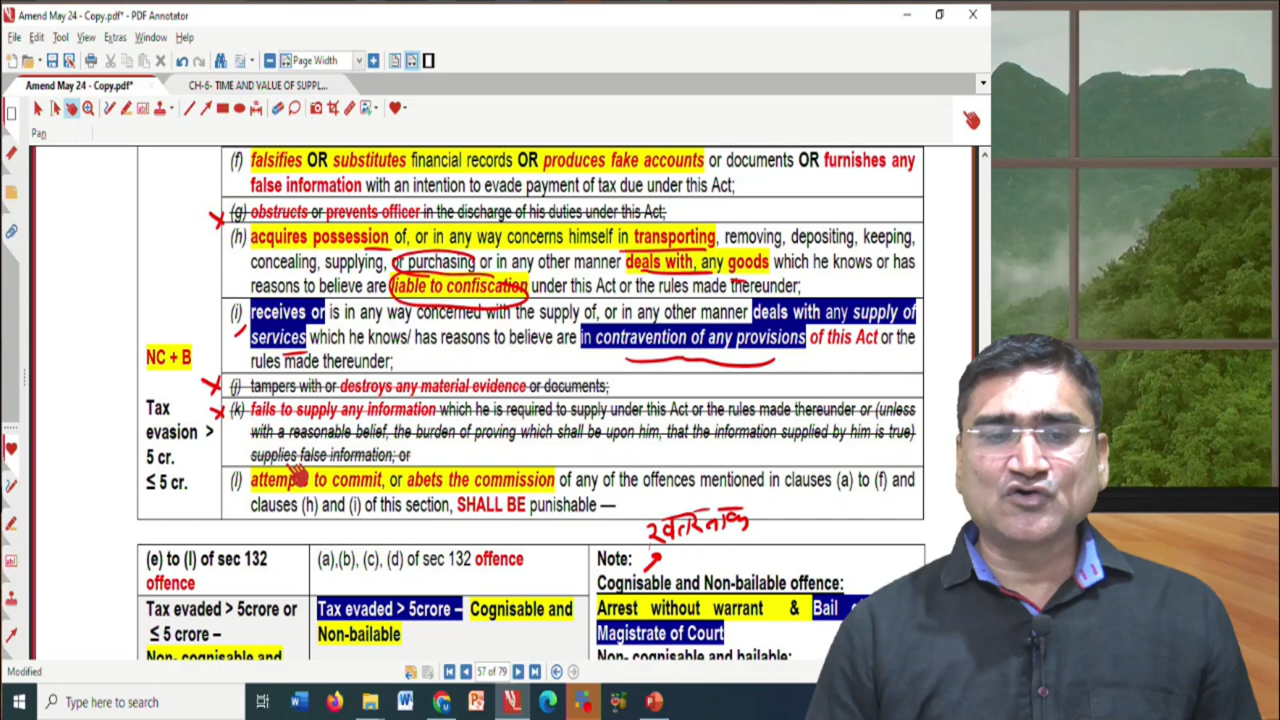 Amend May 24 - Copy.pdf* - PDF Annotator
File Edit Tool View Extras Window Help
Page Width
Amend May 24 - Copy.pdf* CH-6- TIME AND VALUE OF SUPPL...
Pan
(f) falsifies OR substitutes financial records OR produces fake accounts or documents OR furnishes any
false information with an intention to evade payment of tax due under this Act;
(g) obstructs or prevents officer in the discharge of his duties under this Act;
(h) acquires possession of, or in any way concerns himself in transporting, removing, depositing, keeping,
concealing, supplying, or purchasing or in any other manner deals with, any goods which he knows or has
reasons to believe are liable to confiscation under this Act or the rules made thereunder;
(i) receives or is in any way concerned with the supply of, or in any other manner deals with any supply of
services which he knows/ has reasons to believe are in contravention of any provisions of this Act or the
rules made thereunder;
NC + B
(j) tampers with or destroys any material evidence or documents;
Tax
evasion >
5 cr.
≤ 5 cr.
(k) fails to supply any information which he is required to supply under this Act or the rules made thereunder or (unless
with a reasonable belief, the burden of proving which shall be upon him, that the information supplied by him is true)
supplies false information; or
(l) attempts to commit, or abets the commission of any of the offences mentioned in clauses (a) to (f) and
clauses (h) and (i) of this section, SHALL BE punishable —
(e) to (l) of sec 132
offence
(a),(b), (c), (d) of sec 132 offence
Note:
Cognisable and Non-bailable offence:
Tax evaded > 5crore or
≤ 5 crore –
Non- cognisable and
Tax evaded > 5crore – Cognisable and
Non-bailable
Arrest without warrant & Bail
Magistrate of Court
Non- cognisable and bailable:
Modified
57 of 79
Type here to search